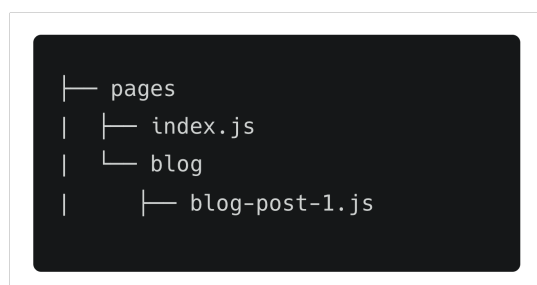 ├── pages
|   ├── index.js
|   └── blog
|       ├── blog-post-1.js